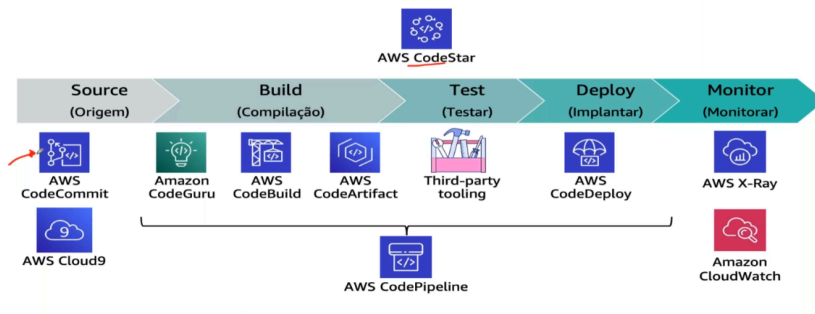 AWS CodeStar
Source
(Origem)
Build
(Compilação)
Test
(Testar)
Deploy
(Implantar)
Monitor
(Monitorar)
AWS
CodeCommit
Amazon
CodeGuru
AWS
CodeBuild
AWS
CodeArtifact
Third-party
tooling
AWS
CodeDeploy
AWS X-Ray
9
AWS Cloud9
Amazon
CloudWatch
AWS CodePipeline